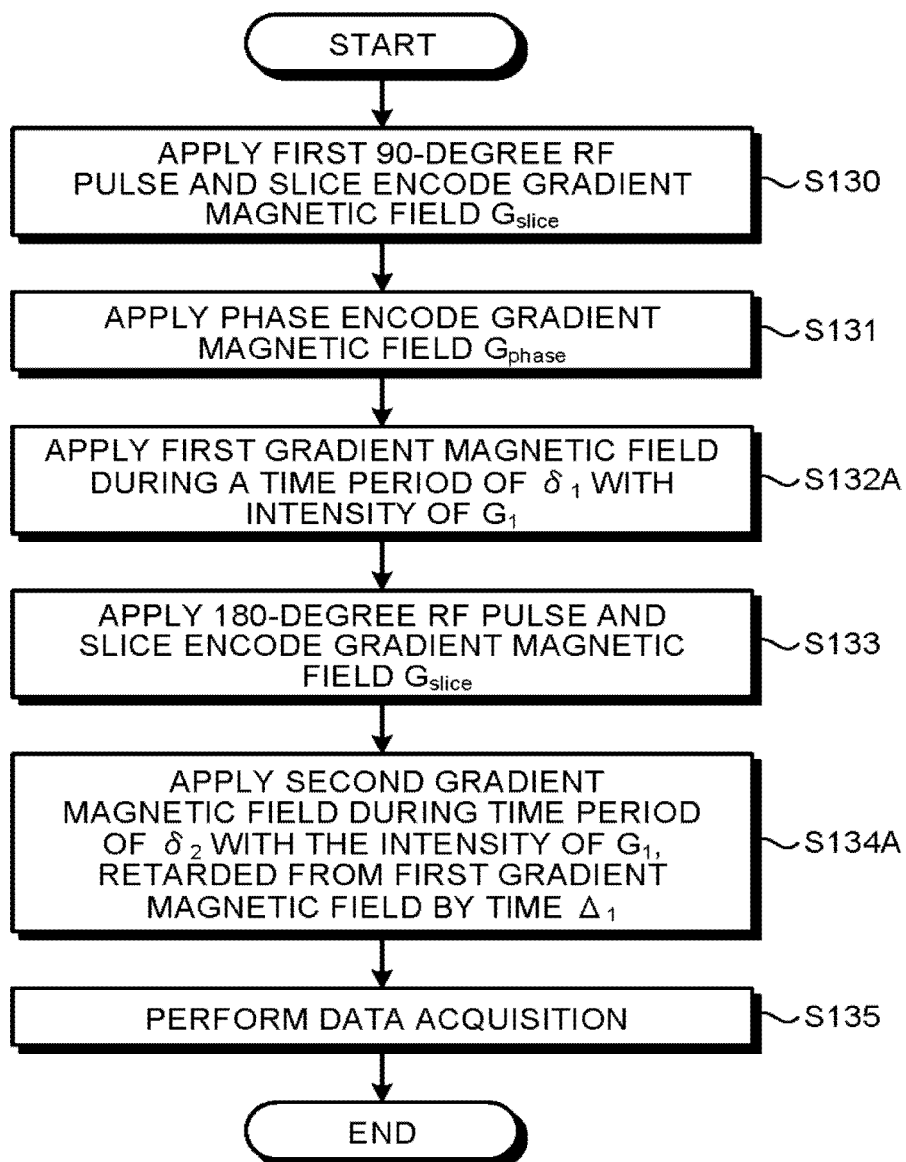 START
APPLY FIRST 90-DEGREE RF
PULSE AND SLICE ENCODE GRADIENT
MAGNETIC FIELD Gslice
S130
APPLY PHASE ENCODE GRADIENT
MAGNETIC FIELD Gphase
S131
APPLY FIRST GRADIENT MAGNETIC FIELD
DURING A TIME PERIOD OF δ1 WITH
INTENSITY OF G1
S132A
APPLY 180-DEGREE RF PULSE AND
SLICE ENCODE GRADIENT MAGNETIC
FIELD Gslice
S133
APPLY SECOND GRADIENT
MAGNETIC FIELD DURING TIME PERIOD
OF δ2 WITH THE INTENSITY OF G1,
RETARDED FROM FIRST GRADIENT
MAGNETIC FIELD BY TIME Δ1
S134A
PERFORM DATA ACQUISITION
S135
END